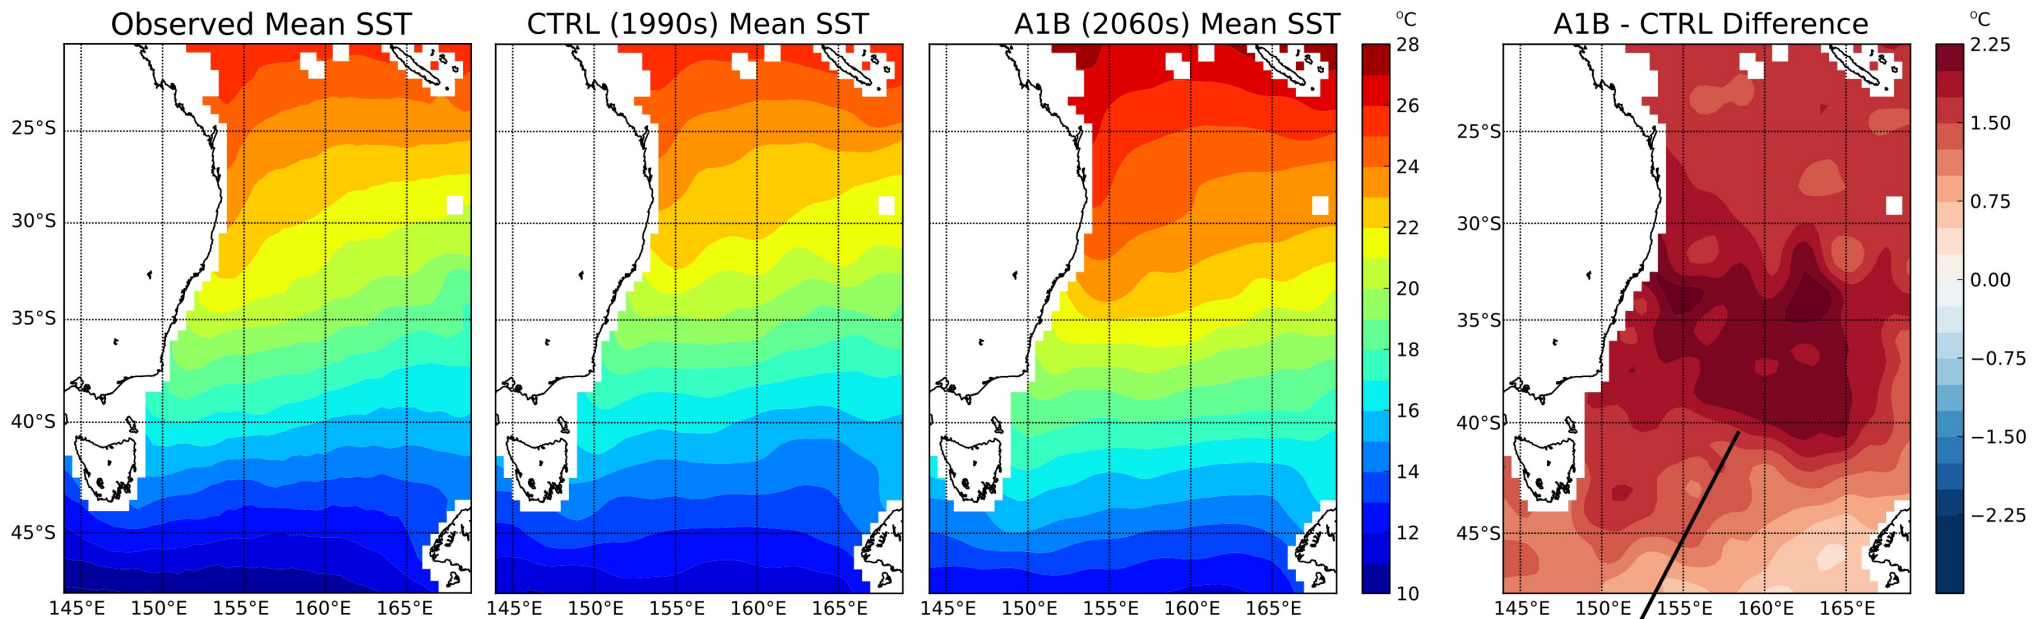 Observed Mean SST
CTRL (1990s) Mean SST
A1B (2060s) Mean SST
°C
A1B - CTRL Difference
°C
25°S
30°S
35°S
40°S
45°S
145°E 150°E 155°E 160°E 165°E
145°E 150°E 155°E 160°E 165°E
145°E 150°E 155°E 160°E 165°E
28
26
24
22
20
18
16
14
12
10
25°S
30°S
35°S
40°S
45°S
145°E 150°E 155°E 160°E 165°E
2.25
1.50
0.75
0.00
−0.75
−1.50
−2.25